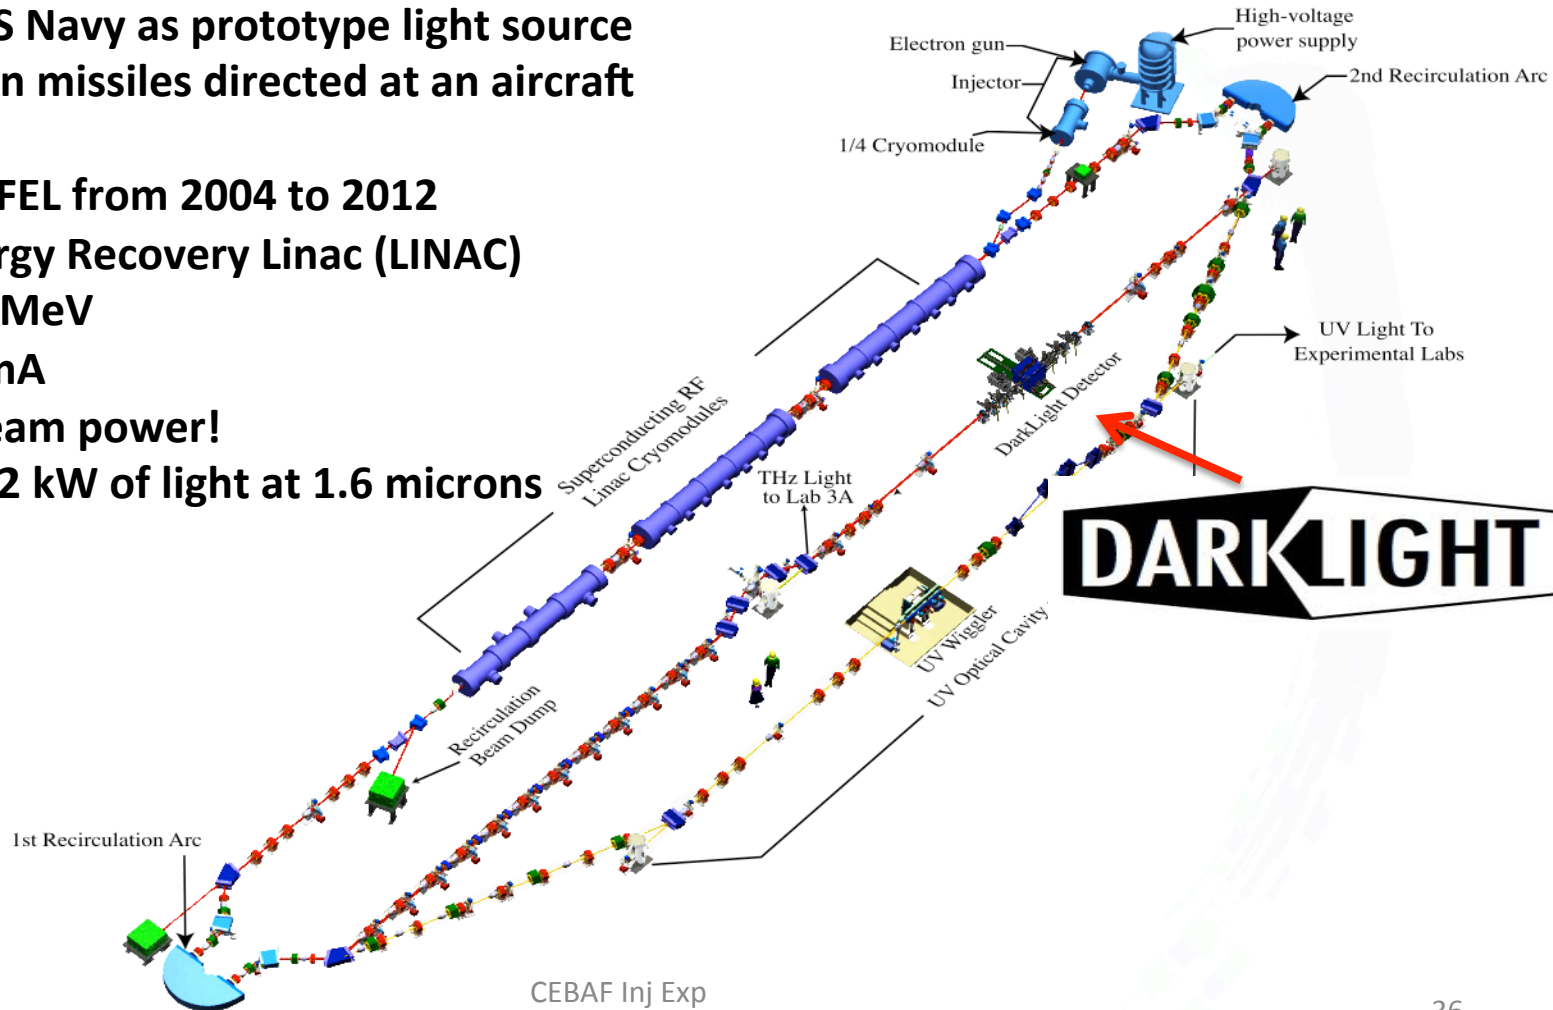 S Navy as prototype light source
n missiles directed at an aircraft
FEL from 2004 to 2012
rgy Recovery Linac (LINAC)
MeV
nA
eam power!
2 kW of light at 1.6 microns
High-voltage
power supply
Electron gun
Injector
2nd Recirculation Arc
1/4 Cryomodule
UV Light To
Experimental Labs
Superconducting RF
Linac Cryomodules
DarkLight Detector
THz Light
to Lab 3A
DARKLIGHT
UV Wiggler
UV Optical Cavity
Recirculation
Beam Dump
1st Recirculation Arc
CEBAF Inj Exp